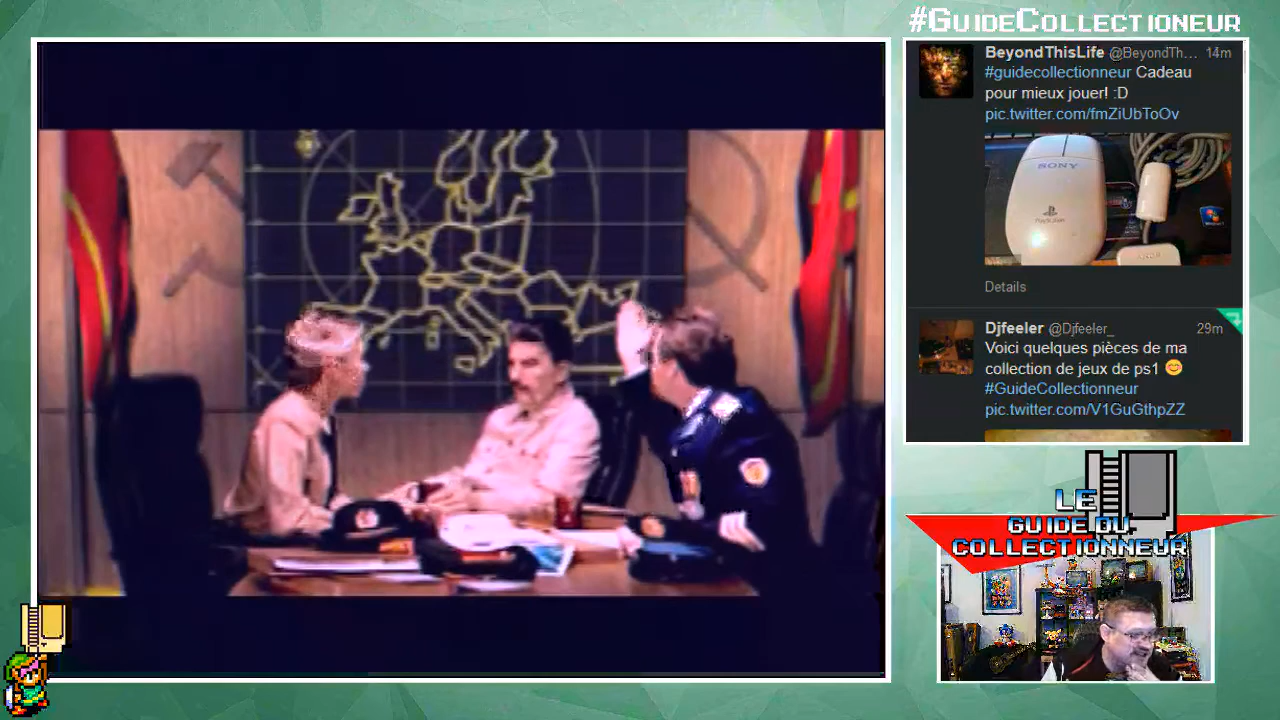 #GUIDECOLLECTIONEUR
BeyondThisLife @BeyondTh... 14m
#guidecollectionneur Cadeau
pour mieux jouer! :D
pic.twitter.com/fmZiUbToOv
SONY
PlayStation
Details
Djfeeler @Djfeeler_ 29m
Voici quelques pièces de ma
collection de jeux de ps1 😊
#GuideCollectionneur
pic.twitter.com/V1GuGthpZZ
LE
GUIDE DU
COLLECTIONNEUR